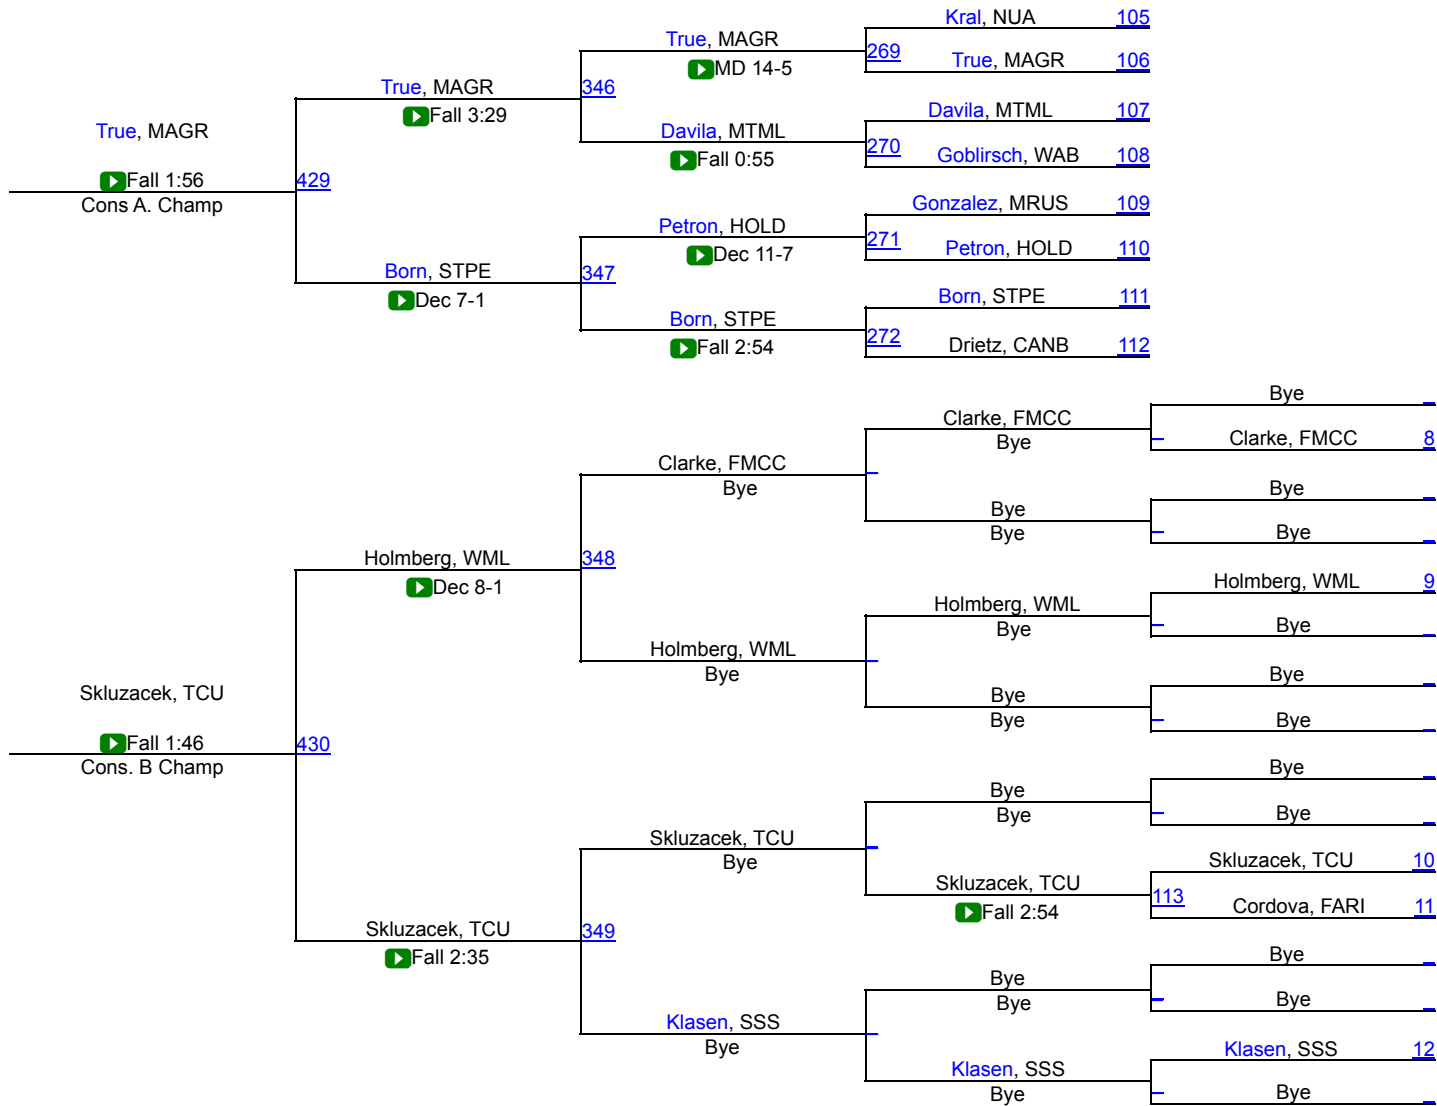 Kral, NUA 105
True, MAGR
269
True, MAGR 106
MD 14-5
True, MAGR
346
Fall 3:29
Davila, MTML 107
True, MAGR
Davila, MTML
270
Goblirsch, WAB 108
Fall 0:55
Fall 1:56
429
Cons A. Champ
Gonzalez, MRUS 109
Petron, HOLD
271
Petron, HOLD 110
Dec 11-7
Born, STPE
347
Dec 7-1
Born, STPE 111
Born, STPE
272
Drietz, CANB 112
Fall 2:54
Bye
Clarke, FMCC
Bye
Clarke, FMCC 8
Clarke, FMCC
Bye
Bye
Bye
Bye
Bye
Holmberg, WML
348
Dec 8-1
Holmberg, WML 9
Holmberg, WML
Bye
Bye
Holmberg, WML
Bye
Bye
Bye
Bye
Bye
Skluzacek, TCU
Fall 1:46
430
Cons. B Champ
Bye
Bye
Bye
Bye
Skluzacek, TCU
Bye
Skluzacek, TCU 10
Skluzacek, TCU
113
Cordova, FARI 11
Fall 2:54
Skluzacek, TCU
349
Fall 2:35
Bye
Bye
Bye
Bye
Klasen, SSS
Bye
Klasen, SSS 12
Klasen, SSS
Bye
Bye